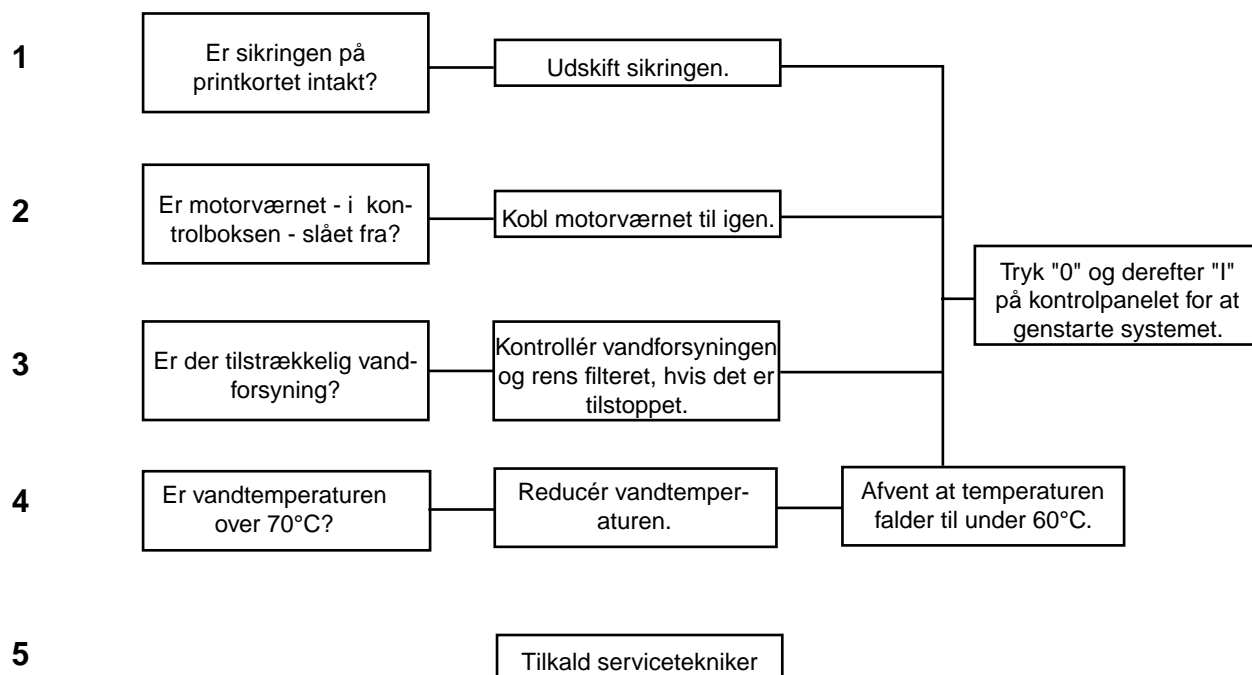 1
Er sikringen på
printkortet intakt?
Udskift sikringen.
2
Er motorværnet - i kon-
trolboksen - slået fra?
Kobl motorværnet til igen.
Tryk "0" og derefter "I"
på kontrolpanelet for at
genstarte systemet.
3
Er der tilstrækkelig vand-
forsyning?
Kontrollér vandforsyningen
og rens filteret, hvis det er
tilstoppet.
4
Er vandtemperaturen
over 70°C?
Reducér vandtemper-
aturen.
Afvent at temperaturen
falder til under 60°C.
5
Tilkald servicetekniker